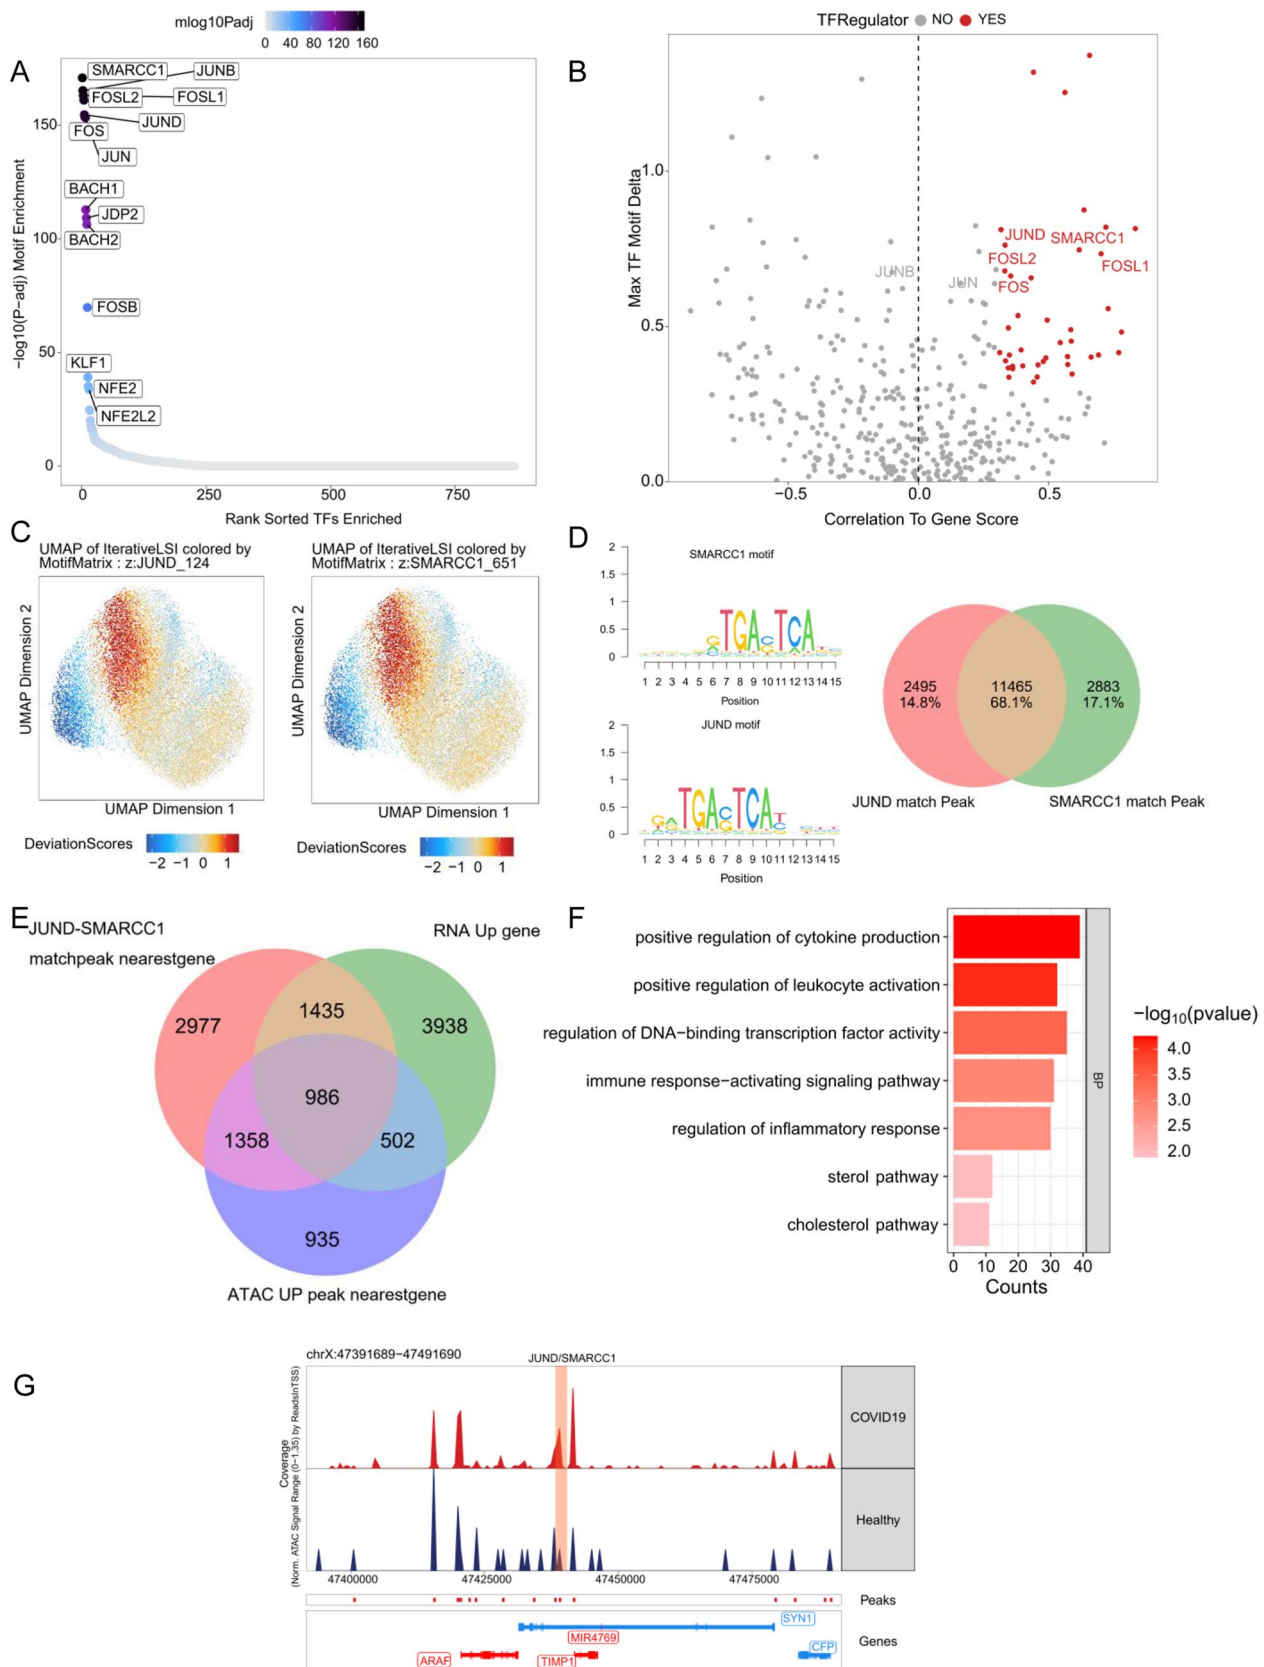 mlog10Padj
0 40 80 120 160
TFRegulator NO YES
A
SMARCC1
JUNB
FOSL2
FOSL1
JUND
FOS
JUN
BACH1
JDP2
BACH2
FOSB
KLF1
NFE2
NFE2L2
−log10(P−adj) Motif Enrichment
150
100
50
0
0 250 500 750
Rank Sorted TFs Enriched
B
Max TF Motif Delta
1.0
0.5
0.0
JUND
SMARCC1
FOSL2
FOSL1
JUNB
JUN
FOS
−0.5 0.0 0.5
Correlation To Gene Score
C
UMAP of IterativeLSI colored by
MotifMatrix : z:JUND_124
UMAP Dimension 2
UMAP Dimension 1
DeviationScores
−2 −1 0 1
UMAP of IterativeLSI colored by
MotifMatrix : z:SMARCC1_651
UMAP Dimension 2
UMAP Dimension 1
DeviationScores
−2 −1 0 1
D
SMARCC1 motif
2
1.5
1
0.5
0
1 2 3 4 5 6 7 8 9 10 11 12 13 14 15
Position
JUND motif
2
1.5
1
0.5
0
1 2 3 4 5 6 7 8 9 10 11 12 13 14 15
Position
2495
14.8%
11465
68.1%
2883
17.1%
JUND match Peak
SMARCC1 match Peak
E
JUND-SMARCC1
matchpeak nearestgene
RNA Up gene
2977
1435
3938
986
1358
502
935
ATAC UP peak nearestgene
F
positive regulation of cytokine production
positive regulation of leukocyte activation
regulation of DNA−binding transcription factor activity
immune response−activating signaling pathway
regulation of inflammatory response
sterol pathway
cholesterol pathway
BP
0 10 20 30 40
Counts
−log10(pvalue)
4.0
3.5
3.0
2.5
2.0
G
chrX:47391689−47491690
JUND/SMARCC1
Coverage
(Norm. ATAC Signal Range (0−1.35) by ReadsInTSS)
COVID19
Healthy
47400000 47425000 47450000 47475000
Peaks
SYN1
MIR4769
CFP
ARAF
TIMP1
Genes